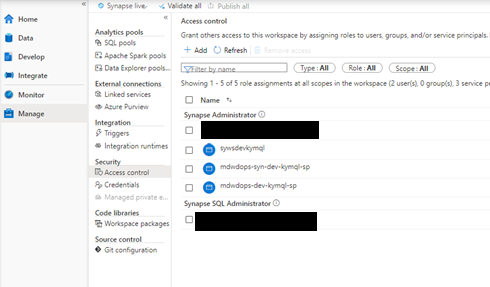 Synapse live
Validate all
Publish all
Home
Data
Develop
Integrate
Monitor
Manage
Analytics pools
SQL pools
Apache Spark pools
Data Explorer pools...
External connections
Linked services
Azure Purview
Integration
Triggers
Integration runtimes
Security
Access control
Credentials
Managed private e...
Code libraries
Workspace packages
Source control
Git configuration
Access control
Grant others access to this workspace by assigning roles to users, groups, and/or service principals.
Add
Refresh
Remove access
Filter by name
Type : All
Role : All
Scope : All
Showing 1 - 5 of 5 role assignments at all scopes in the workspace (2 user(s), 0 group(s), 3 service p
Name
Synapse Administrator
sywsdevkymql
mdwdops-syn-dev-kymql-sp
mdwdops-dev-kymql-sp
Synapse SQL Administrator